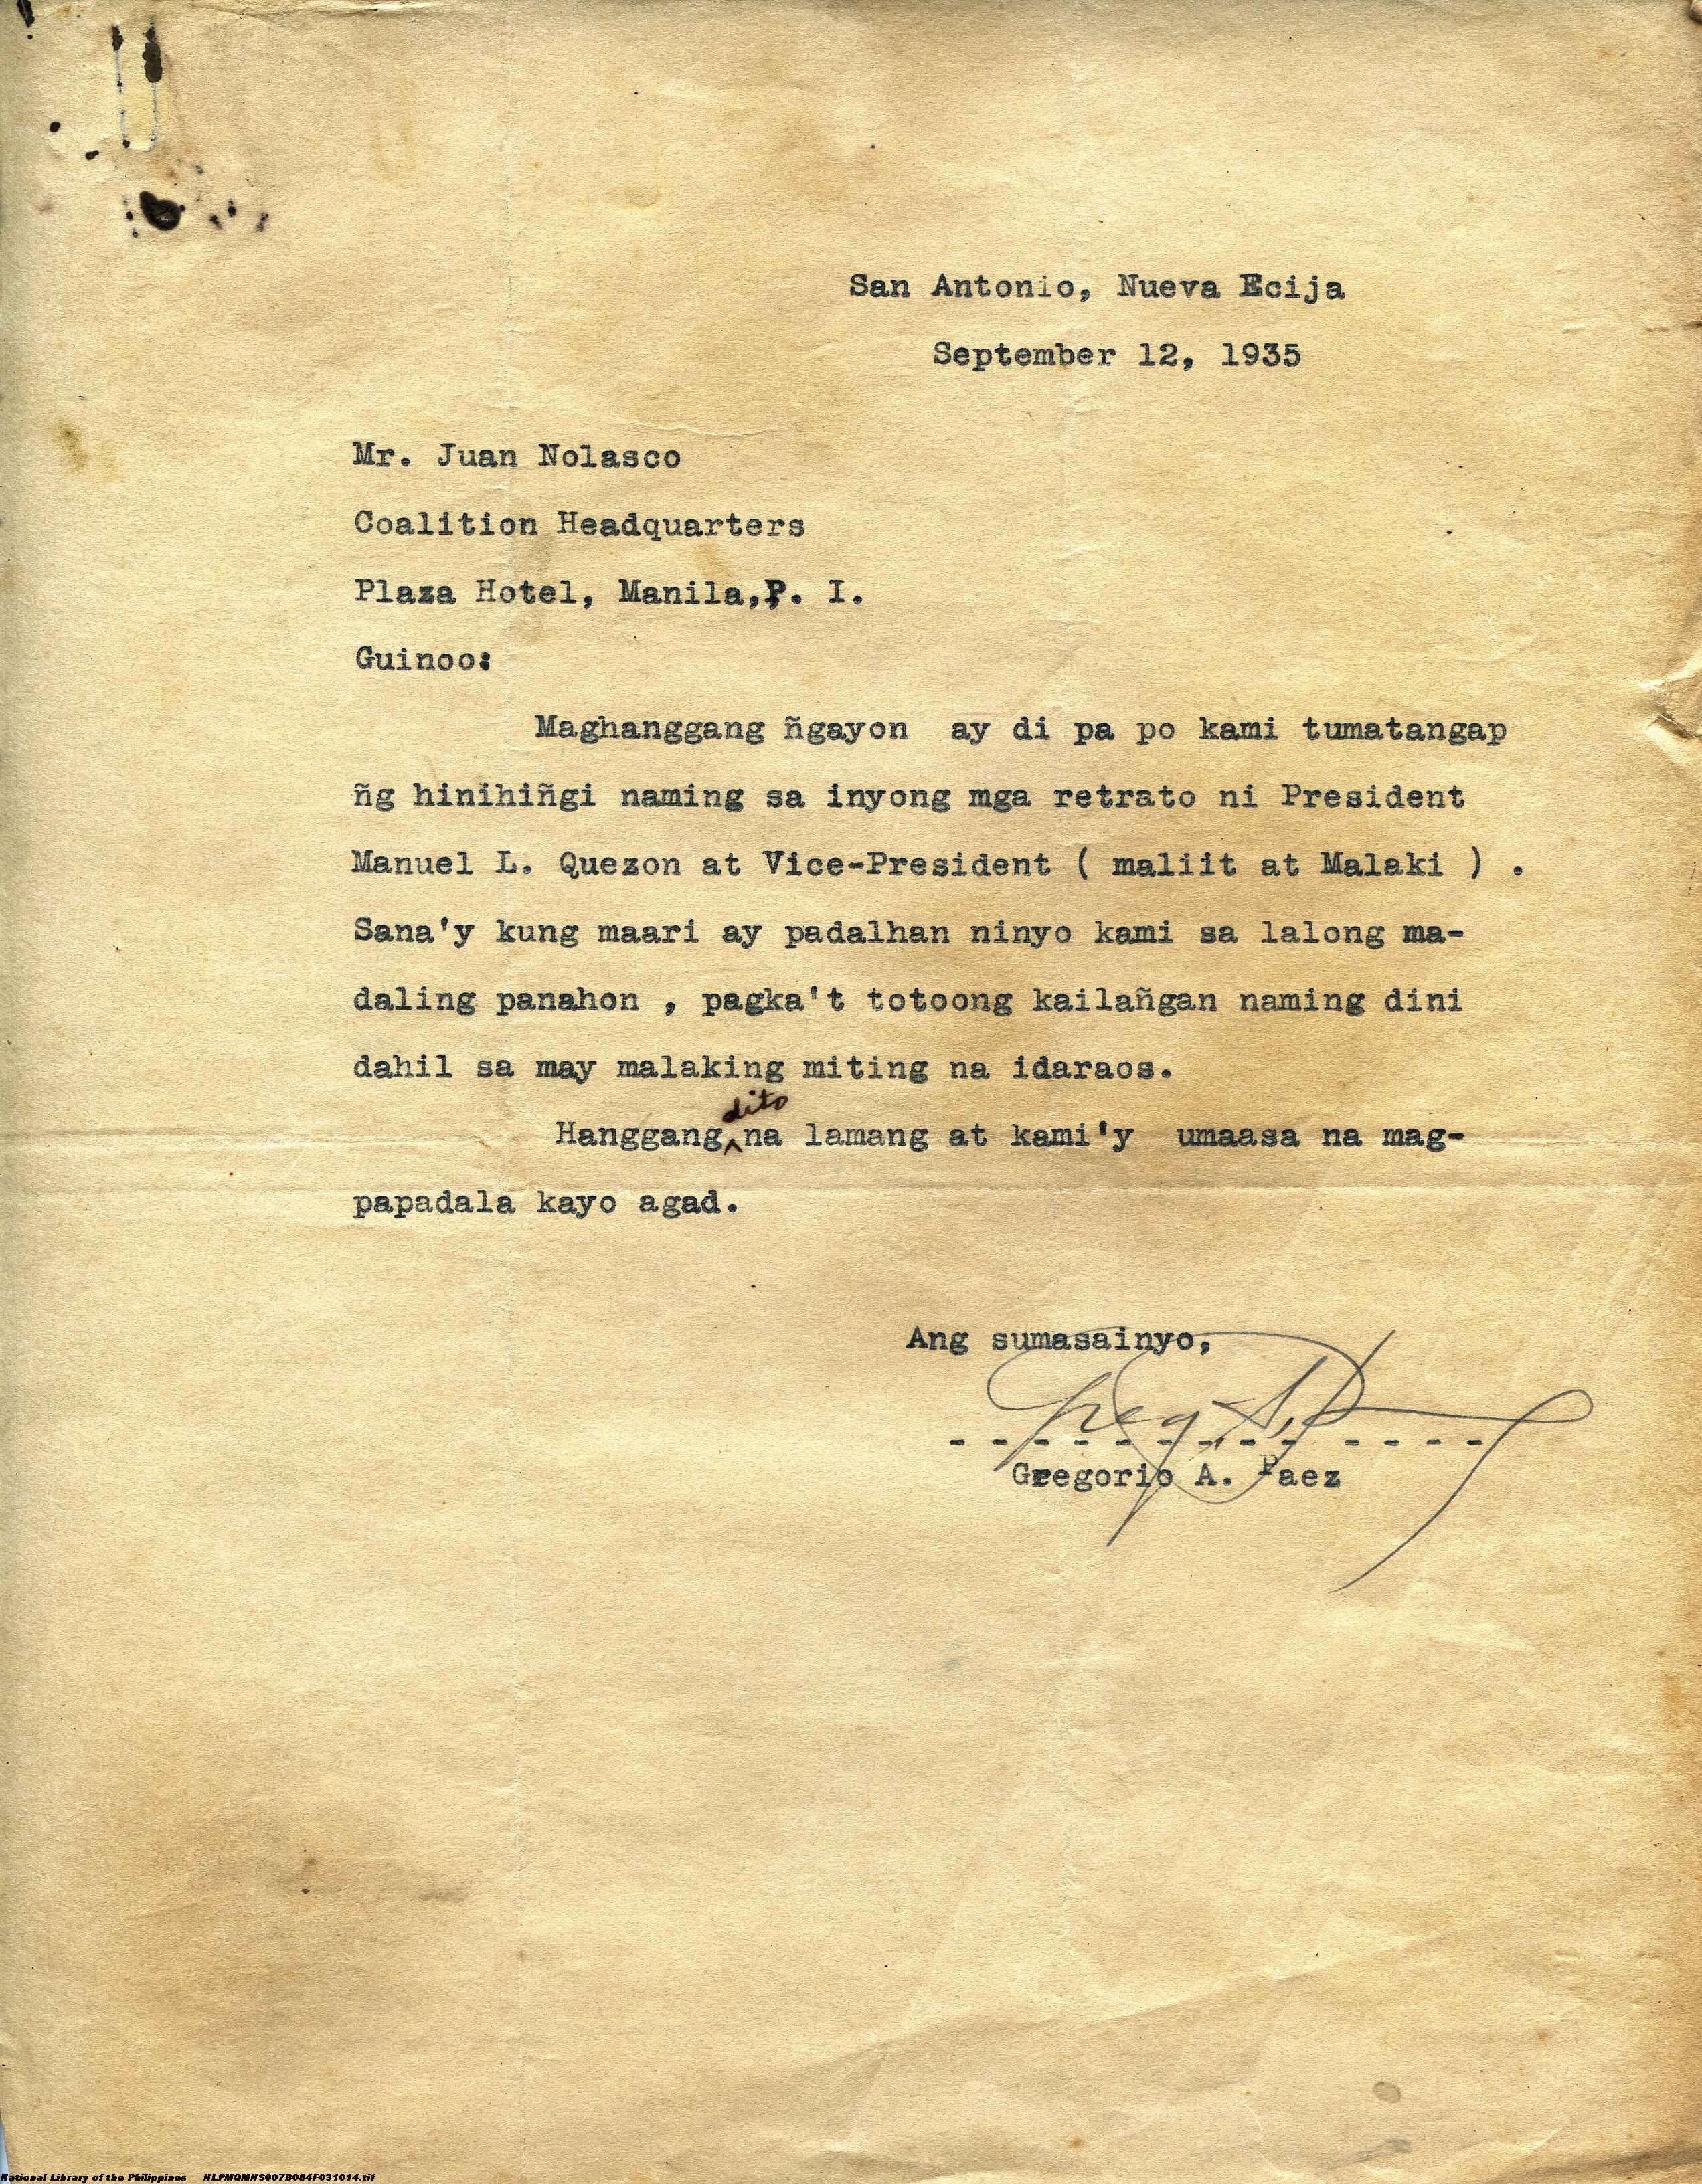 San Antonio, Nueva Ecija
September 12, 1935
Mr. Juan Nolasco
Coalition Headquarters
Plaza Hotel, Manila,P. I.
Guinoo:
Maghanggang ñgayon ay di pa po kami tumatangap
ñg hinihiñgi naming sa inyong mga retrato ni President
Manuel L. Quezon at Vice-President ( maliit at Malaki ) .
Sana'y kung maari ay padalhan ninyo kami sa lalong ma-
daling panahon , pagka't totoong kailañgan naming dini
dahil sa may malaking miting na idaraos.
Hanggang dito na lamang at kami'y umaasa na mag-
papadala kayo agad.
Ang sumasainyo,
- - - - - - - - - - - - -
Gregorio A. Paez
National Library of the Philippines NLPMQMNS007B084F031014.tif